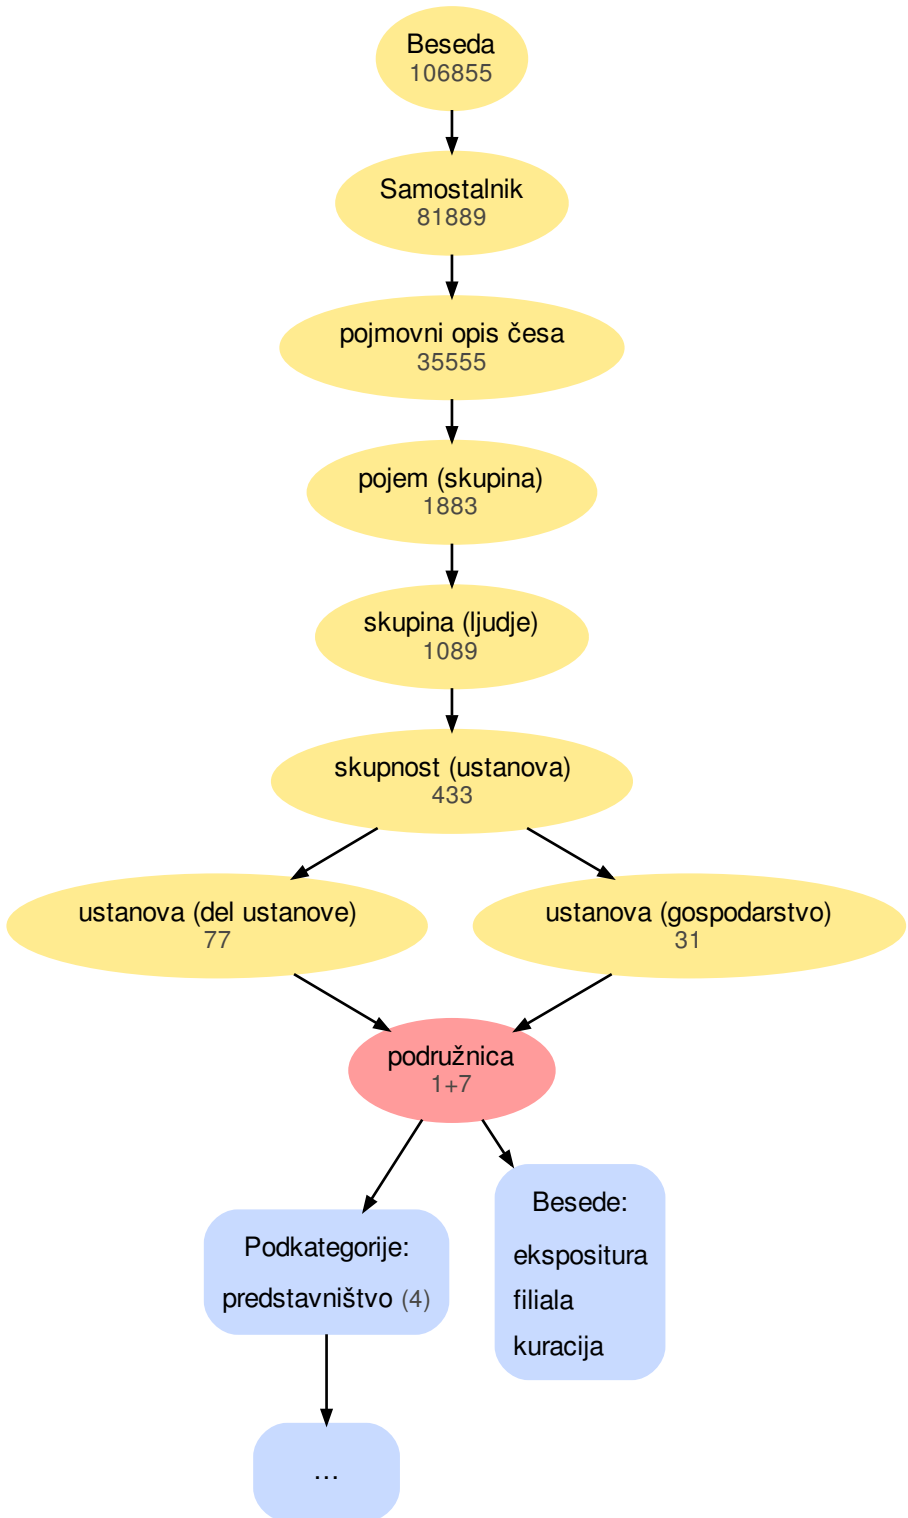 Beseda
106855
Samostalnik
81889
pojmovni opis česa
35555
pojem (skupina)
1883
skupina (ljudje)
1089
skupnost (ustanova)
433
ustanova (del ustanove)
77
ustanova (gospodarstvo)
31
podružnica
1+7
Podkategorije:
predstavništvo (4)
Besede:
ekspozitura
filiala
kuracija
...